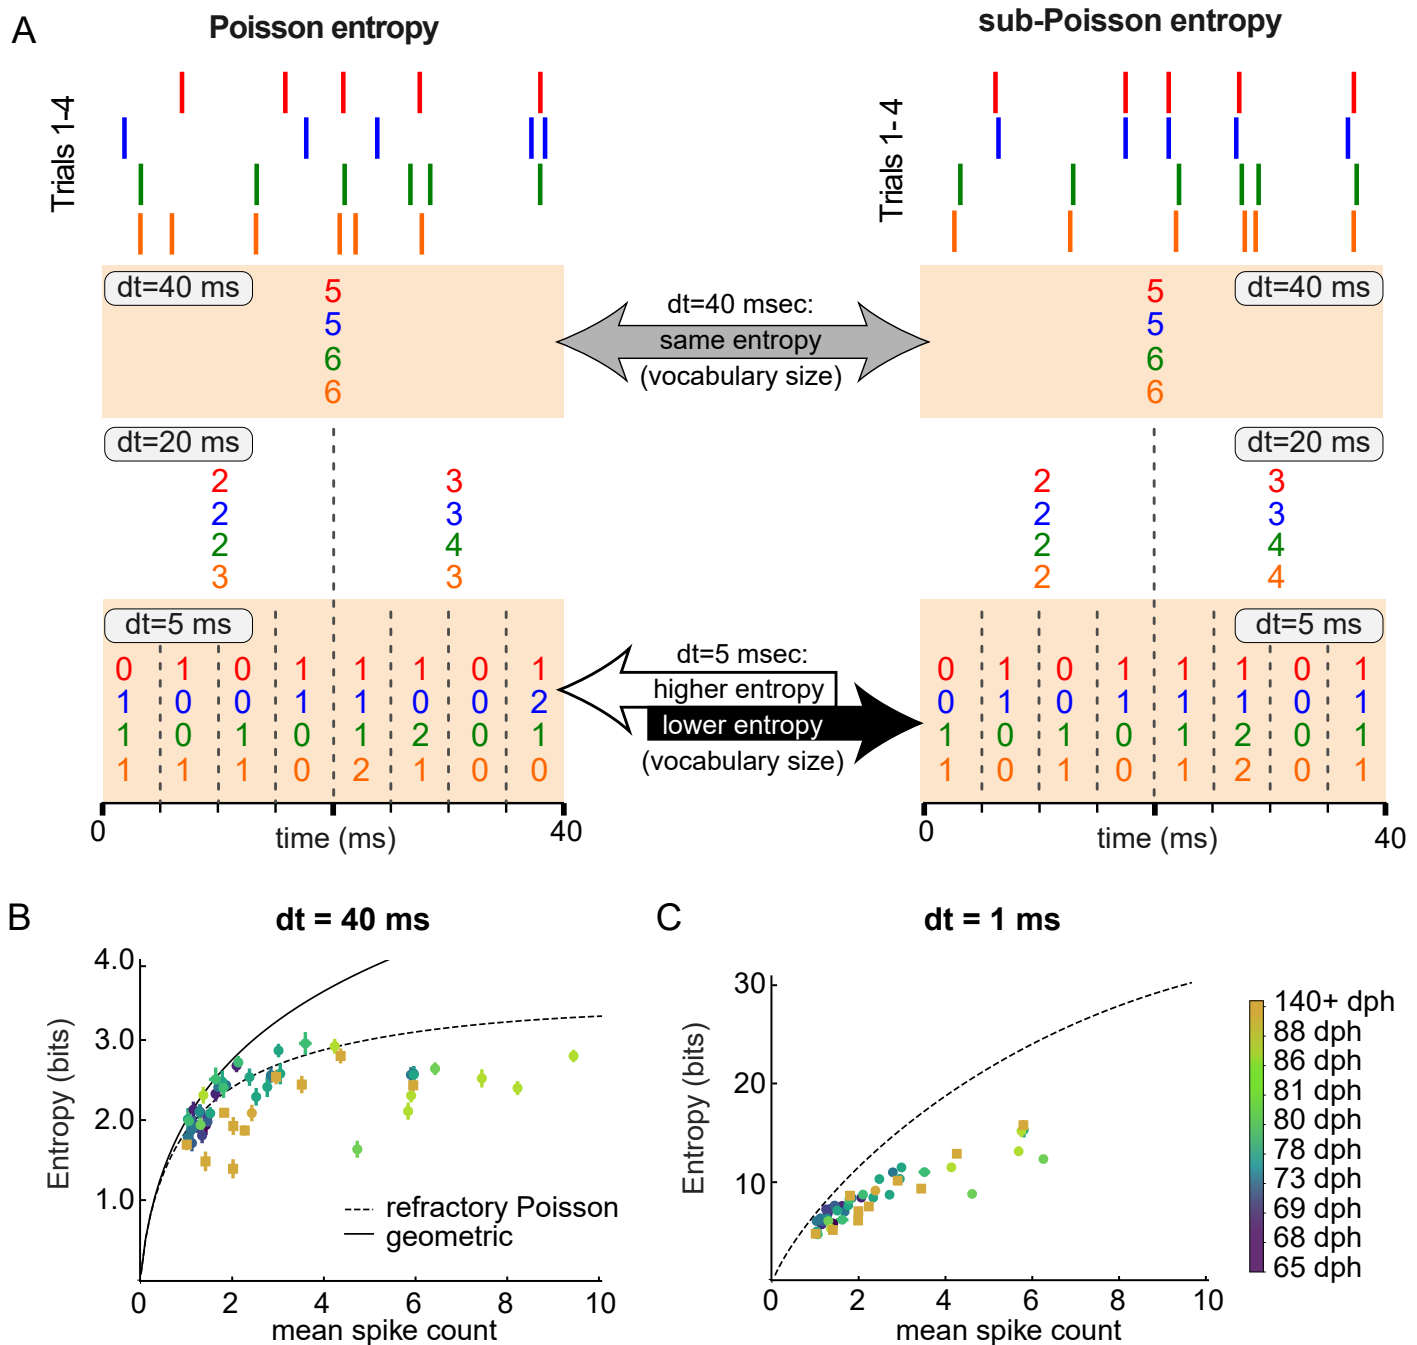 A
Poisson entropy
sub-Poisson entropy
Trials 1-4
Trials 1- 4
dt=40 ms
5
5
6
6
dt=40 msec:
same entropy
(vocabulary size)
dt=40 ms
5
5
6
6
dt=20 ms
2 3
2 3
2 4
3 3
dt=20 ms
2 3
2 3
2 4
2 4
dt=5 ms
0 1 0 1 1 1 0 1
1 0 0 1 1 0 0 2
1 0 1 0 1 2 0 1
1 1 1 0 2 1 0 0
dt=5 msec:
higher entropy
lower entropy
(vocabulary size)
dt=5 ms
0 1 0 1 1 1 0 1
0 1 0 1 1 1 0 1
1 0 1 0 1 2 0 1
1 0 1 0 1 2 0 1
0 40
time (ms)
0 40
time (ms)
B
dt = 40 ms
Entropy (bits)
4.0
3.0
2.0
1.0
refractory Poisson
geometric
0 2 4 6 8 10
mean spike count
C
dt = 1 ms
Entropy (bits)
30
20
10
0 2 4 6 8 10
mean spike count
140+ dph
88 dph
86 dph
81 dph
80 dph
78 dph
73 dph
69 dph
68 dph
65 dph